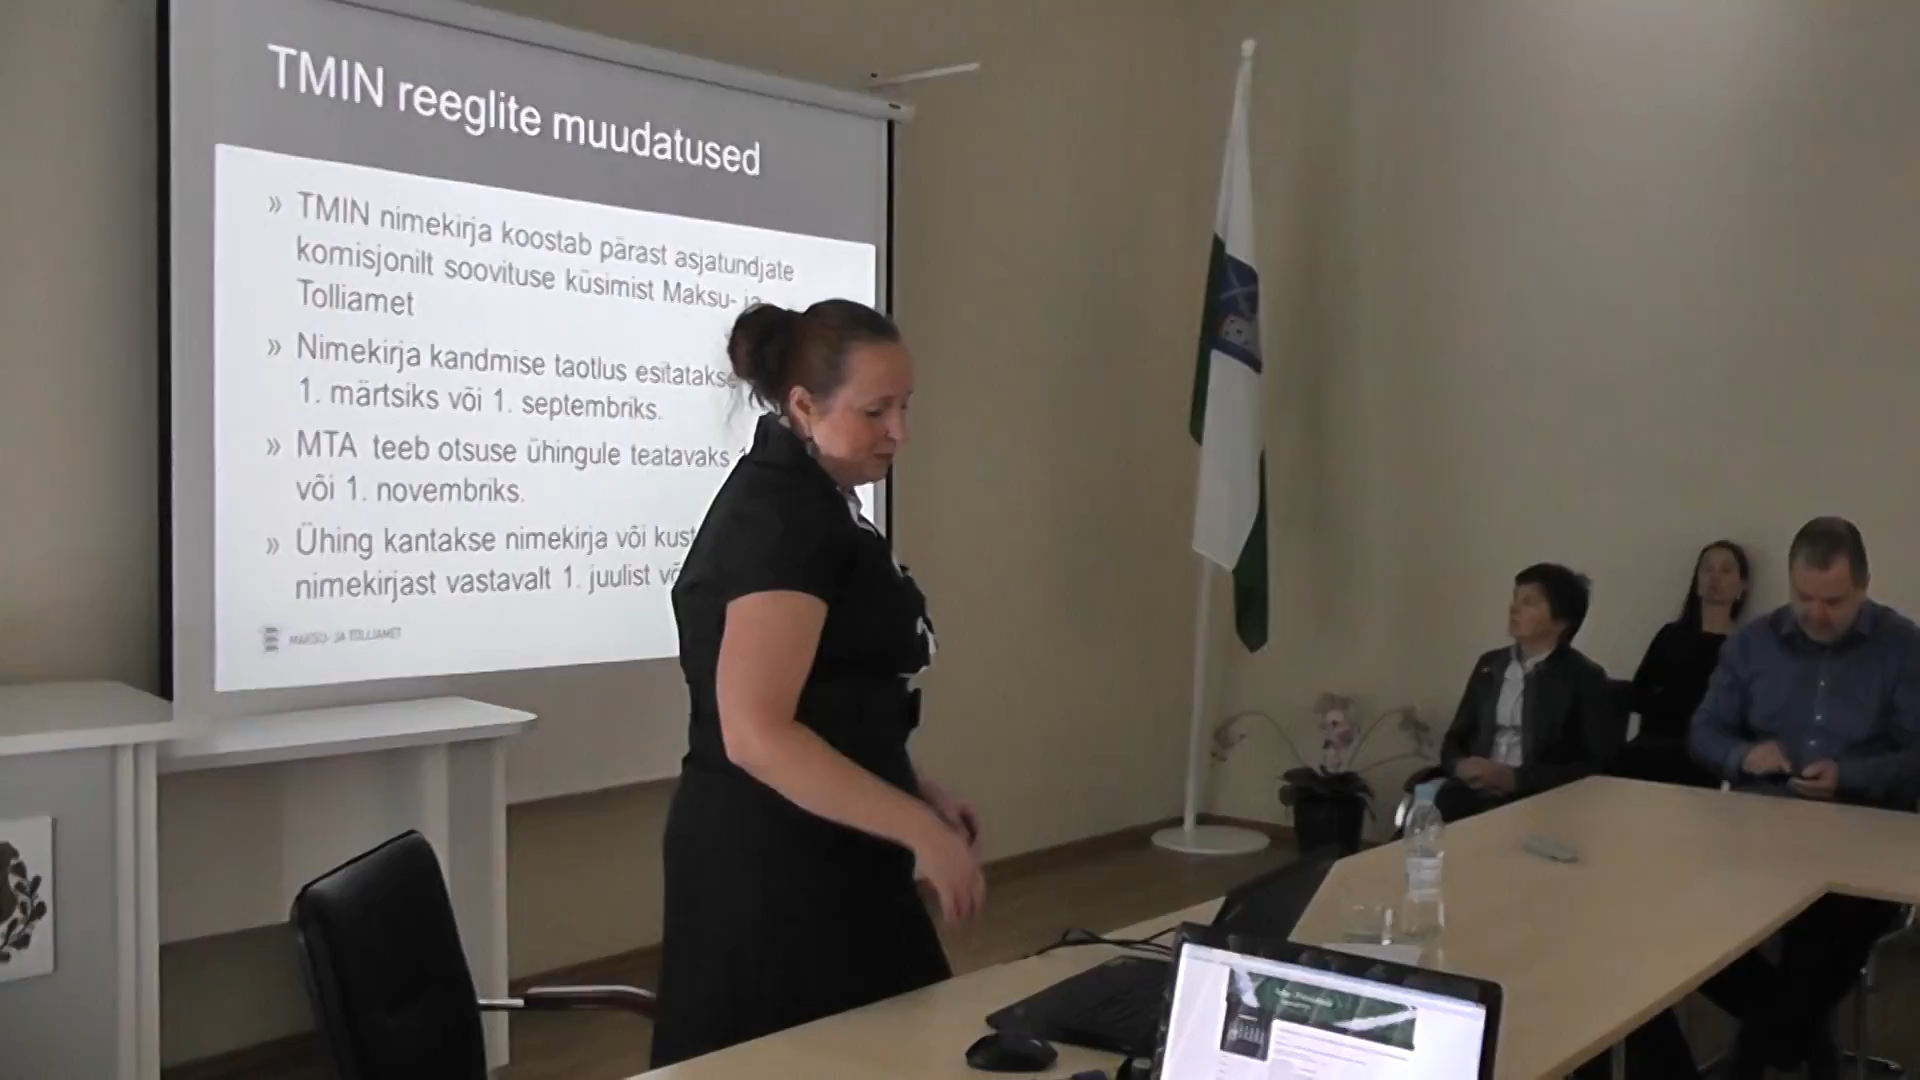 TMIN reeglite muudatused
» TMIN nimekirja koostab pärast asjatundjate
komisjonilt soovituse küsimist Maksu- ja
Tolliamet
» Nimekirja kandmise taotlus esitatakse
1. märtsiks või 1. septembriks.
» MTA teeb otsuse ühingule teatavaks
või 1. novembriks.
» Ühing kantakse nimekirja või
nimekirjast vastavalt 1. juulist
MAKSU- JA TOLLIAMET